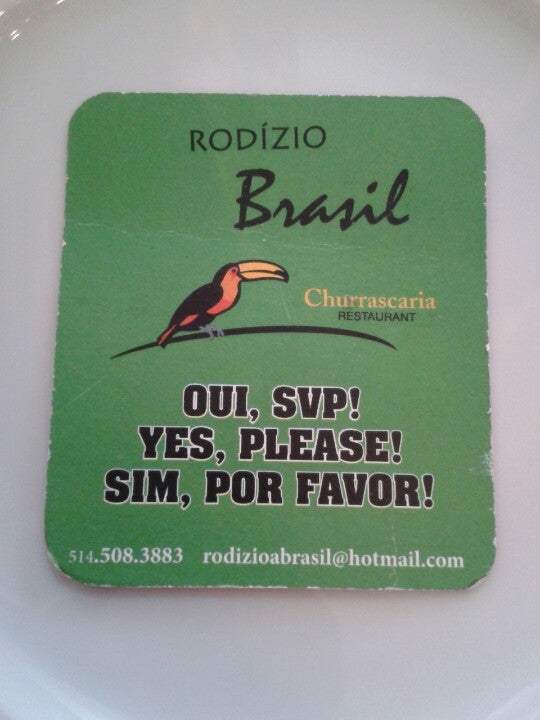 RODÍZIO
Brasil
Churrascaria
RESTAURANT
OUI, SVP!
YES, PLEASE!
SIM, POR FAVOR!
514.508.3883 rodizioabrasil@hotmail.com